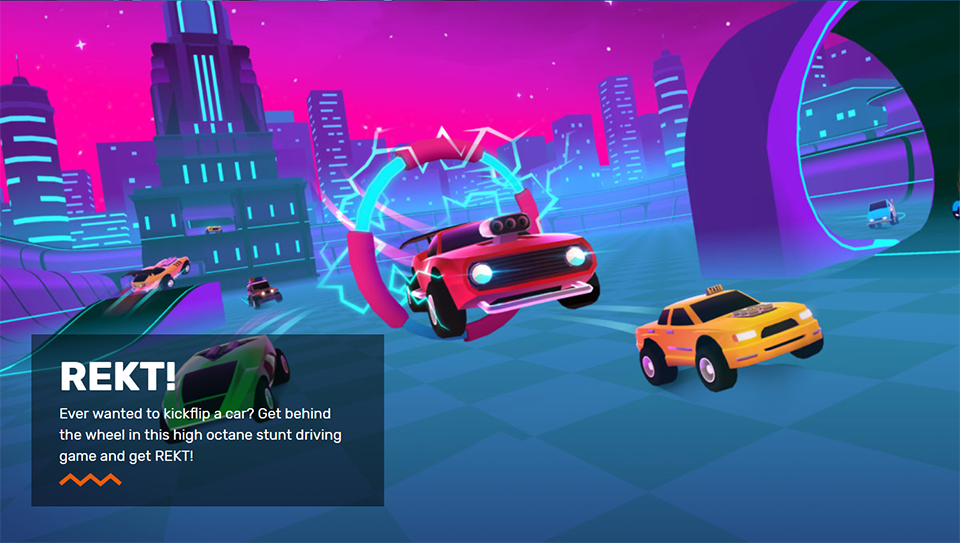 REKT!
Ever wanted to kickflip a car? Get behind
the wheel in this high octane stunt driving
game and get REKT!
TAXI